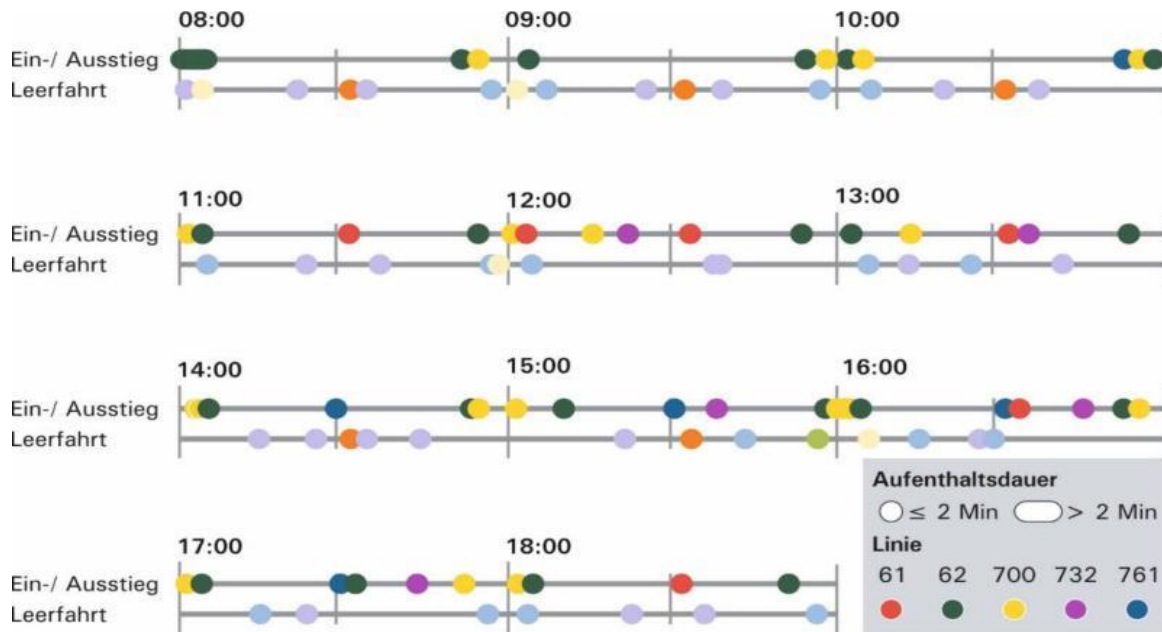 08:00 09:00 10:00
Ein-/ Ausstieg
Leerfahrt
11:00 12:00 13:00
Ein-/ Ausstieg
Leerfahrt
14:00 15:00 16:00
Ein-/ Ausstieg
Leerfahrt
Aufenthaltsdauer
≤ 2 Min > 2 Min
Linie
61 62 700 732 761
17:00 18:00
Ein-/ Ausstieg
Leerfahrt